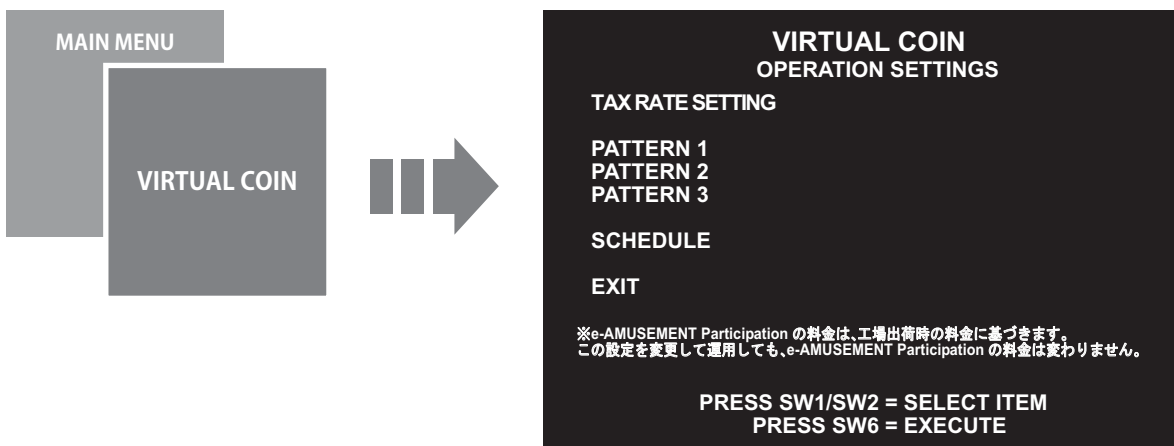 MAIN MENU
VIRTUAL COIN
VIRTUAL COIN
OPERATION SETTINGS
TAX RATE SETTING
PATTERN 1
PATTERN 2
PATTERN 3
SCHEDULE
EXIT
※e-AMUSEMENT Participation の料金は、工場出荷時の料金に基づきます。
この設定を変更して運用しても、e-AMUSEMENT Participation の料金は変わりません。
PRESS SW1/SW2 = SELECT ITEM
PRESS SW6 = EXECUTE